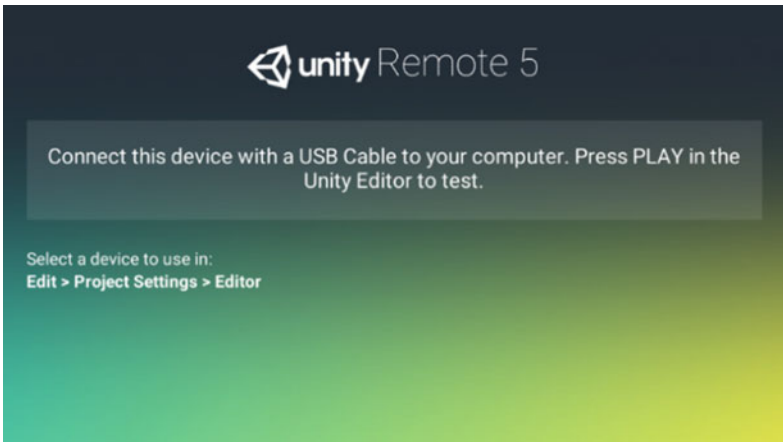 unity Remote 5
Connect this device with a USB Cable to your computer. Press PLAY in the
Unity Editor to test.
Select a device to use in:
Edit > Project Settings > Editor